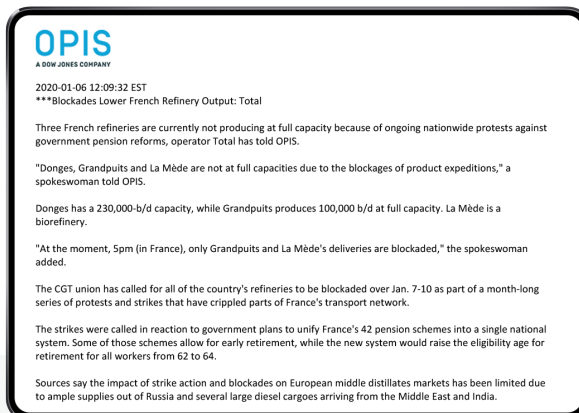 OPIS
A DOW JONES COMPANY
2020-01-06 12:09:32 EST
***Blockades Lower French Refinery Output: Total
Three French refineries are currently not producing at full capacity because of ongoing nationwide protests against
government pension reforms, operator Total has told OPIS.
"Donges, Grandpuits and La Mède are not at full capacities due to the blockages of product expeditions," a
spokeswoman told OPIS.
Donges has a 230,000-b/d capacity, while Grandpuits produces 100,000 b/d at full capacity. La Mède is a
biorefinery.
"At the moment, 5pm (in France), only Grandpuits and La Mède's deliveries are blockaded," the spokeswoman
added.
The CGT union has called for all of the country's refineries to be blockaded over Jan. 7-10 as part of a month-long
series of protests and strikes that have crippled parts of France's transport network.
The strikes were called in reaction to government plans to unify France's 42 pension schemes into a single national
system. Some of those schemes allow for early retirement, while the new system would raise the eligibility age for
retirement for all workers from 62 to 64.
Sources say the impact of strike action and blockades on European middle distillates markets has been limited due
to ample supplies out of Russia and several large diesel cargoes arriving from the Middle East and India.